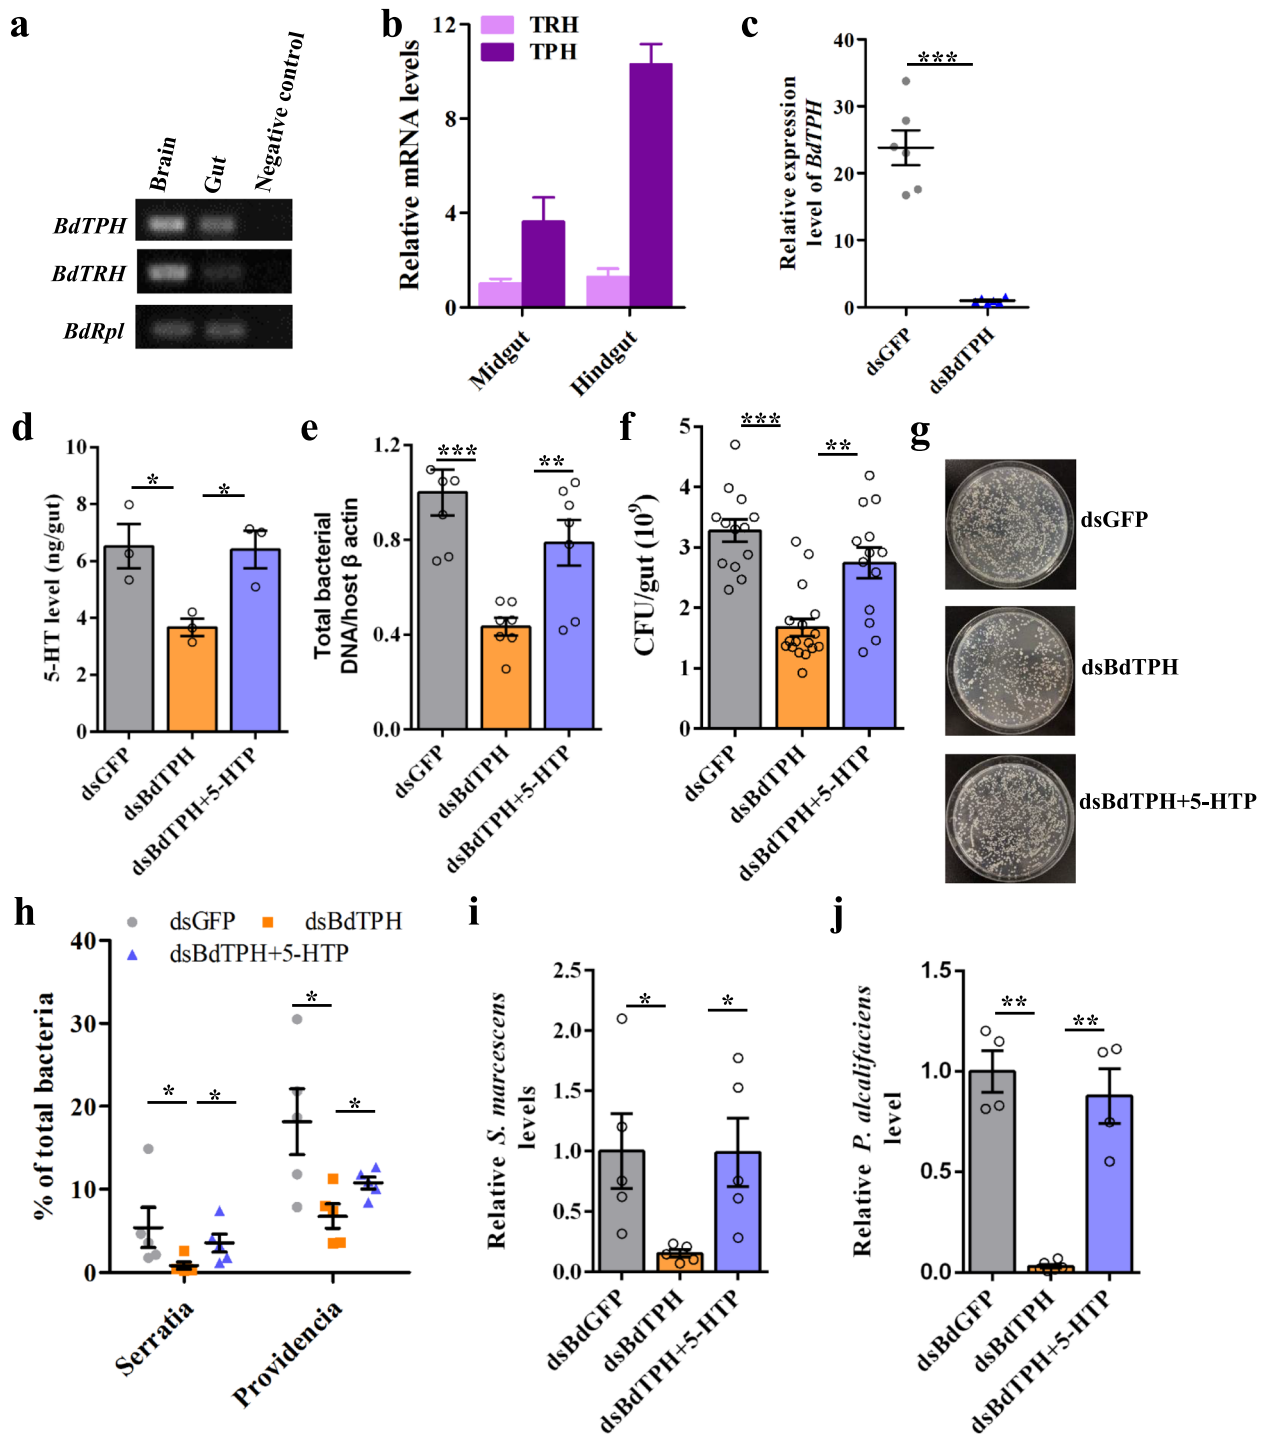 a
Brain
Gut
Negative control
BdTPH
BdTRH
BdRpl
b
TRH
TPH
Relative mRNA levels
12
8
4
0
Midgut
Hindgut
c
Relative expression
level of BdTPH
40
30
20
10
0
***
dsGFP
dsBdTPH
d
5-HT level (ng/gut)
10
8
6
4
2
0
*
*
dsGFP
dsBdTPH
dsBdTPH+5-HTP
e
Total bacterial
DNA/host β actin
1.2
0.8
0.4
0.0
***
**
dsGFP
dsBdTPH
dsBdTPH+5-HTP
f
CFU/gut (10⁹)
5
4
3
2
1
0
***
**
dsGFP
dsBdTPH
dsBdTPH+5-HTP
g
dsGFP
dsBdTPH
dsBdTPH+5-HTP
h
dsGFP
dsBdTPH
dsBdTPH+5-HTP
% of total bacteria
40
30
20
10
0
*
*
*
*
Serratia
Providencia
i
Relative S. marcescens
levels
2.5
2.0
1.5
1.0
0.5
0.0
*
*
dsBdGFP
dsBdTPH
dsBdTPH+5-HTP
j
Relative P. alcalifaciens
level
1.5
1.0
0.5
0.0
**
**
dsBdGFP
dsBdTPH
dsBdTPH+5-HTP